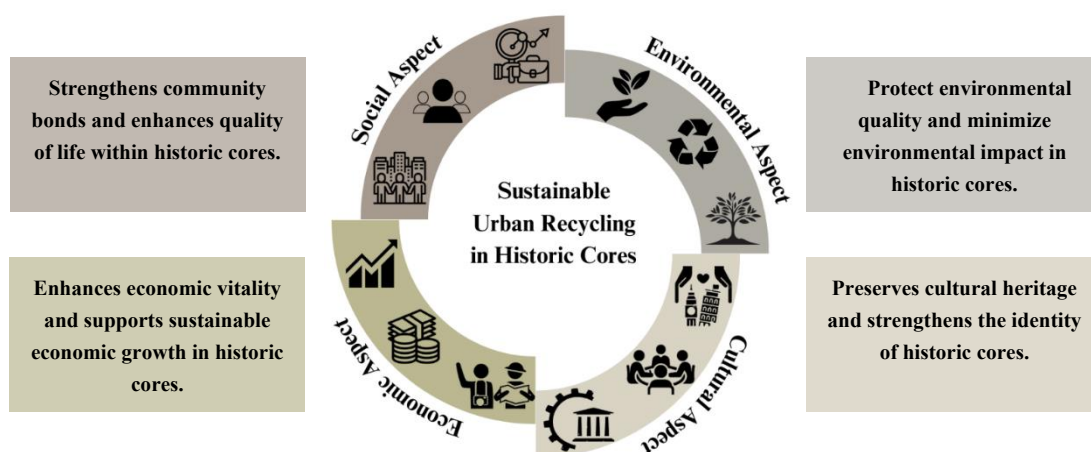 Social Aspect
Environmental Aspect
Strengthens community
bonds and enhances quality
of life within historic cores.
Protect environmental
quality and minimize
environmental impact in
historic cores.
Sustainable
Urban Recycling
in Historic Cores
Enhances economic vitality
and supports sustainable
economic growth in historic
cores.
Preserves cultural heritage
and strengthens the identity
of historic cores.
Economic Aspect
Cultural Aspect